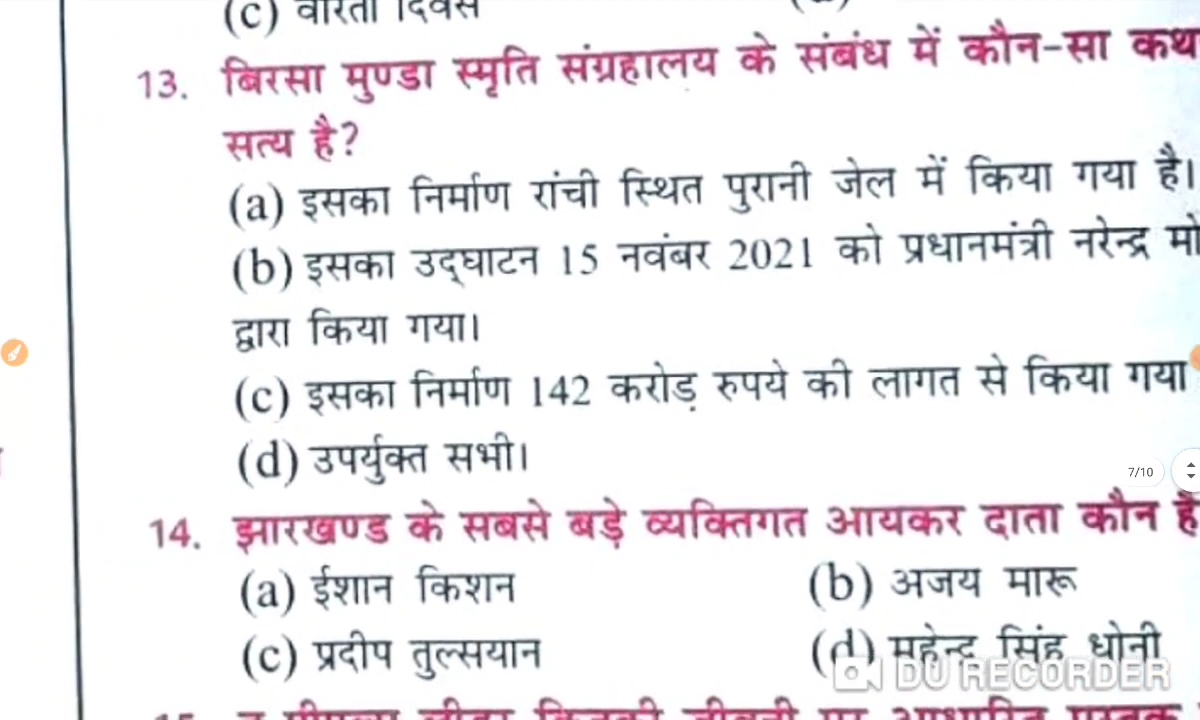 (c) वीरता दिवस
13. बिरसा मुण्डा स्मृति संग्रहालय के संबंध में कौन-सा कथ
सत्य है?
(a) इसका निर्माण रांची स्थित पुरानी जेल में किया गया है।
(b) इसका उद्घाटन 15 नवंबर 2021 को प्रधानमंत्री नरेन्द्र मो
द्वारा किया गया।
(c) इसका निर्माण 142 करोड़ रुपये की लागत से किया गया
(d) उपर्युक्त सभी।
7/10
14. झारखण्ड के सबसे बड़े व्यक्तिगत आयकर दाता कौन है
(a) ईशान किशन (b) अजय मारू
(c) प्रदीप तुल्सयान (d) महेन्द्र सिंह धोनी
DU RECORDER